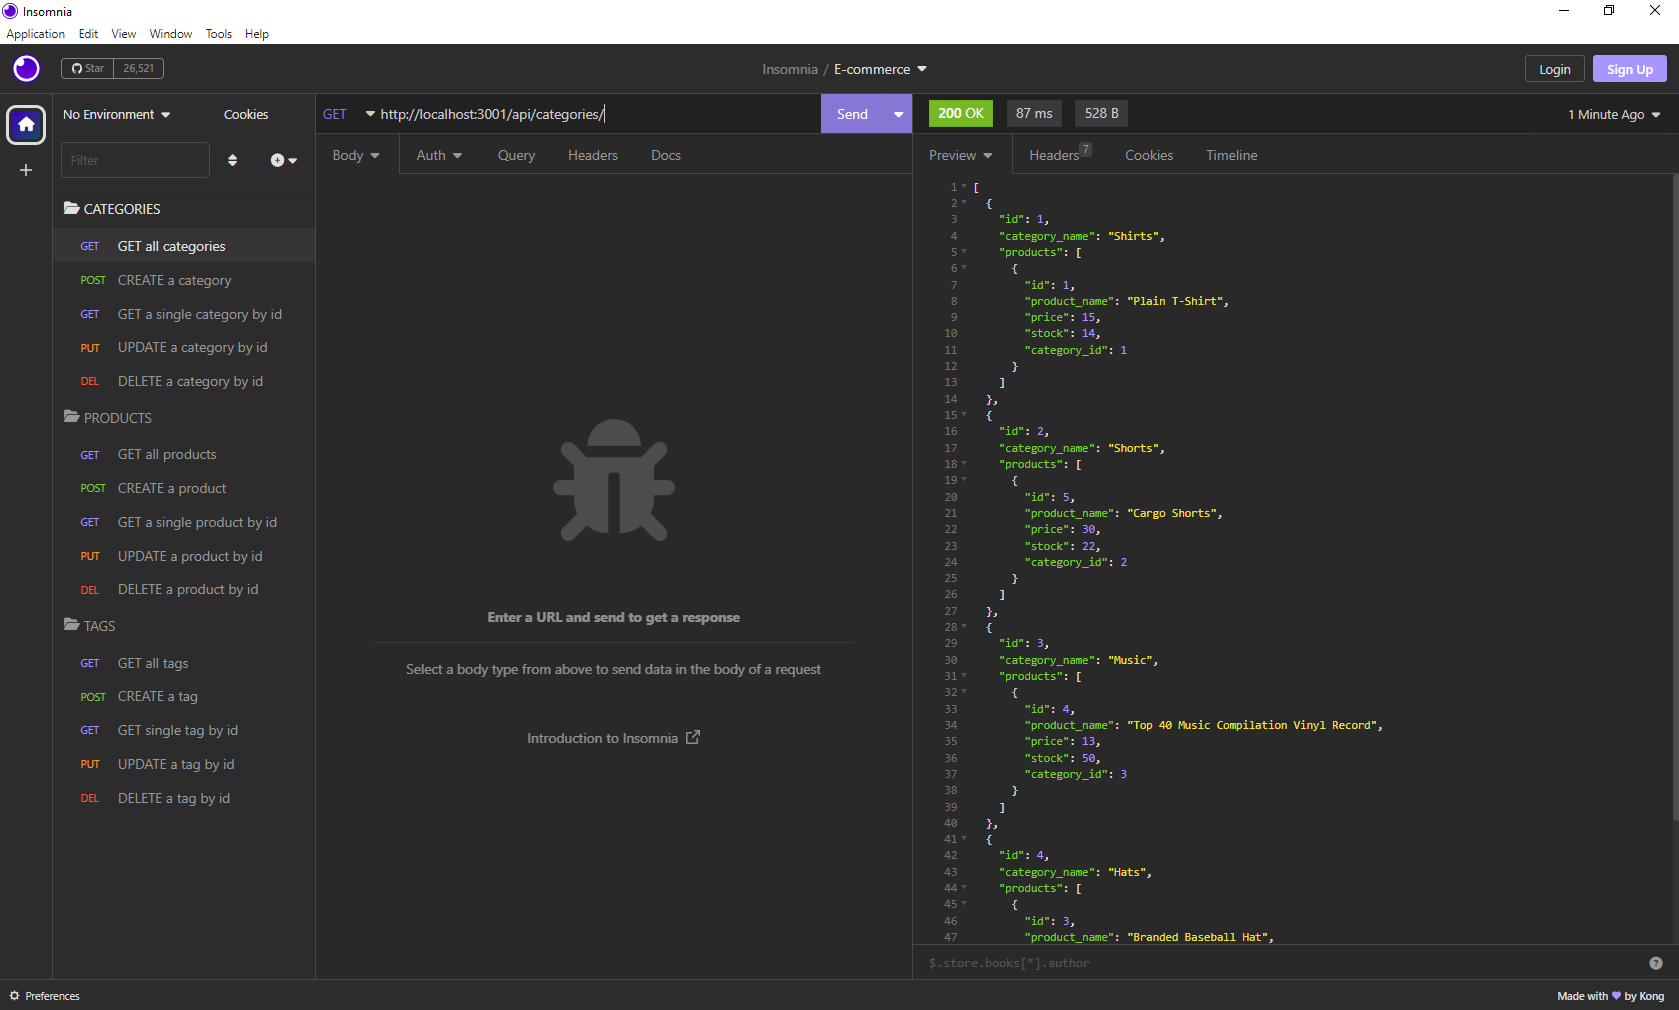 Insomnia
Application Edit View Window Tools Help
Star 26,521
Insomnia / E-commerce
Login Sign Up
No Environment Cookies
Filter
CATEGORIES
GET GET all categories
POST CREATE a category
GET GET a single category by id
PUT UPDATE a category by id
DEL DELETE a category by id
PRODUCTS
GET GET all products
POST CREATE a product
GET GET a single product by id
PUT UPDATE a product by id
DEL DELETE a product by id
TAGS
GET GET all tags
POST CREATE a tag
GET GET single tag by id
PUT UPDATE a tag by id
DEL DELETE a tag by id
GET http://localhost:3001/api/categories/ Send
Body Auth Query Headers Docs
Enter a URL and send to get a response
Select a body type from above to send data in the body of a request
Introduction to Insomnia
200 OK 87 ms 528 B 1 Minute Ago
Preview Headers 7 Cookies Timeline
1 [
2 {
3 "id": 1,
4 "category_name": "Shirts",
5 "products": [
6 {
7 "id": 1,
8 "product_name": "Plain T-Shirt",
9 "price": 15,
10 "stock": 14,
11 "category_id": 1
12 }
13 ]
14 },
15 {
16 "id": 2,
17 "category_name": "Shorts",
18 "products": [
19 {
20 "id": 5,
21 "product_name": "Cargo Shorts",
22 "price": 30,
23 "stock": 22,
24 "category_id": 2
25 }
26 ]
27 },
28 {
29 "id": 3,
30 "category_name": "Music",
31 "products": [
32 {
33 "id": 4,
34 "product_name": "Top 40 Music Compilation Vinyl Record",
35 "price": 13,
36 "stock": 50,
37 "category_id": 3
38 }
39 ]
40 },
41 {
42 "id": 4,
43 "category_name": "Hats",
44 "products": [
45 {
46 "id": 3,
47 "product_name": "Branded Baseball Hat",
$.store.books[*].author ?
Preferences
Made with by Kong